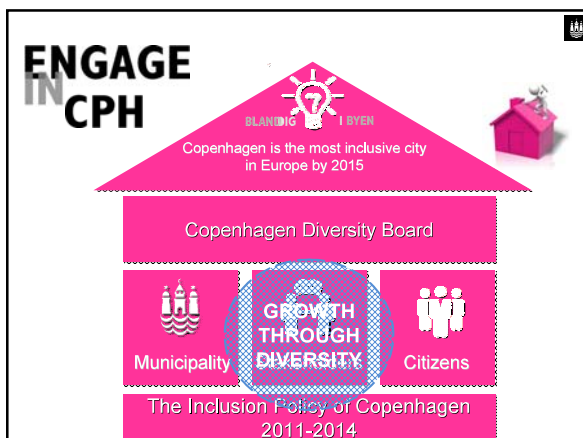 ENGAGE
IN
CPH
BLAND DIG I BYEN
Copenhagen is the most inclusive city
in Europe by 2015
Copenhagen Diversity Board
GROWTH
THROUGH
DIVERSITY
Municipality
Citizens
The Inclusion Policy of Copenhagen
2011-2014